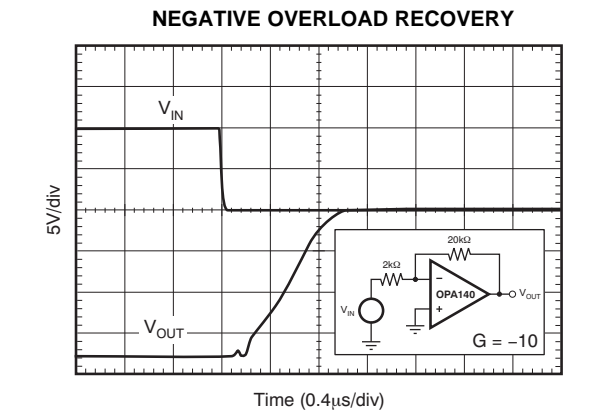 NEGATIVE OVERLOAD RECOVERY
V_IN
5V/div
V_OUT
20kΩ
2kΩ
−
OPA140
+
V_IN
V_OUT
G = −10
Time (0.4μs/div)